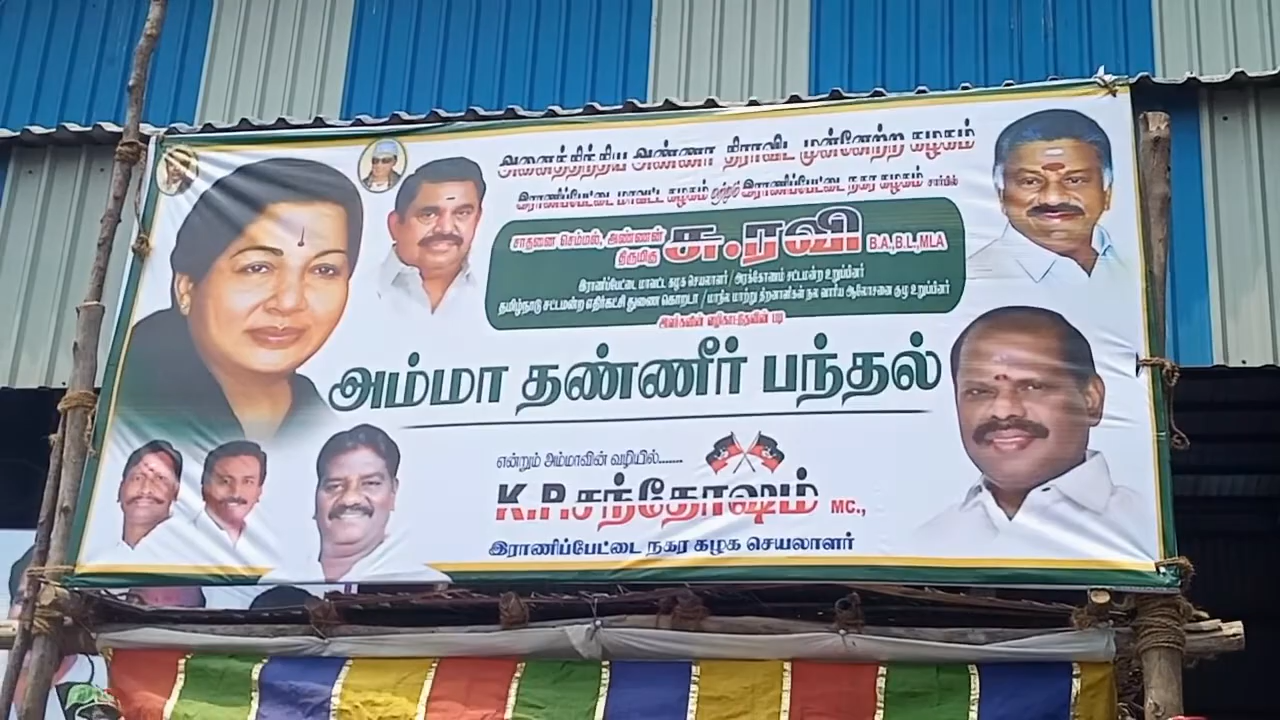 அனைத்திந்திய அண்ணா திராவிட முன்னேற்ற கழகம்
இராணிப்பேட்டை மாவட்ட கழகம் மற்றும் இராணிப்பேட்டை நகர கழகம் சார்பில்
சாதனை செம்மல், அண்ணன்
திருமிகு சு.ரவி B.A,B.L,MLA
இராணிப்பேட்டை மாவட்ட கழக செயலாளர் / அரக்கோணம் சட்டமன்ற உறுப்பினர்
தமிழ்நாடு சட்டமன்ற எதிர்கட்சி துணை கொறடா / மாநில மாற்று திறனாளிகள் நல வாரிய ஆலோசனை குழு உறுப்பினர்
அவர்களின் வழிகாட்டுதலின் படி
அம்மா தண்ணீர் பந்தல்
என்றும் அம்மாவின் வழியில்.......
K.P.சந்தோஷம் MC.,
இராணிப்பேட்டை நகர கழக செயலாளர்